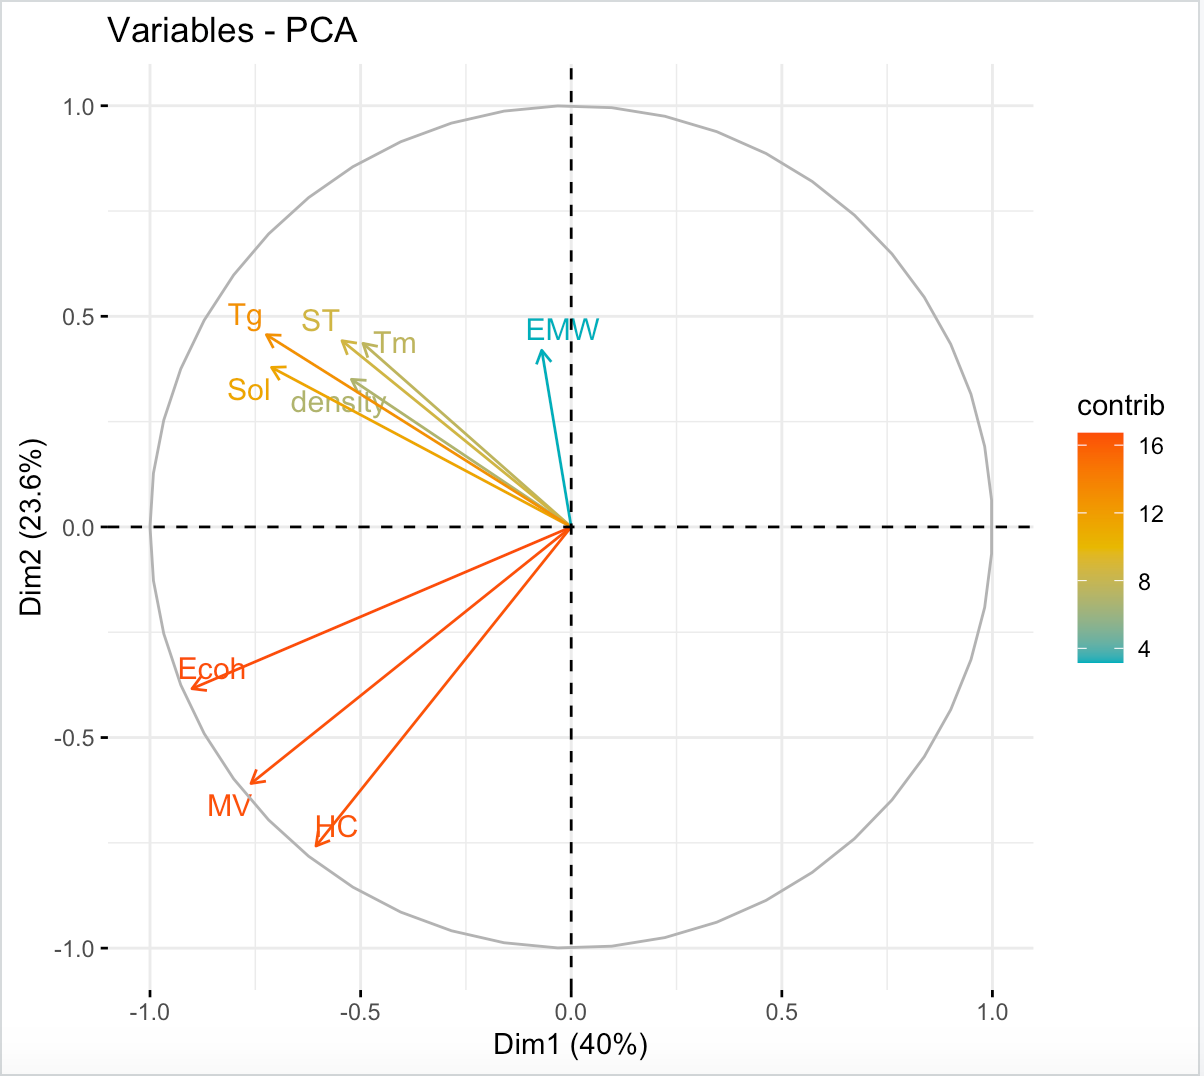 Variables - PCA
1.0
0.5
0.0
-0.5
-1.0
Dim2 (23.6%)
Tg
ST
EMW
Tm
Sol
density
Ecoh
MV
HC
contrib
16
12
8
4
-1.0
-0.5
0.0
0.5
1.0
Dim1 (40%)